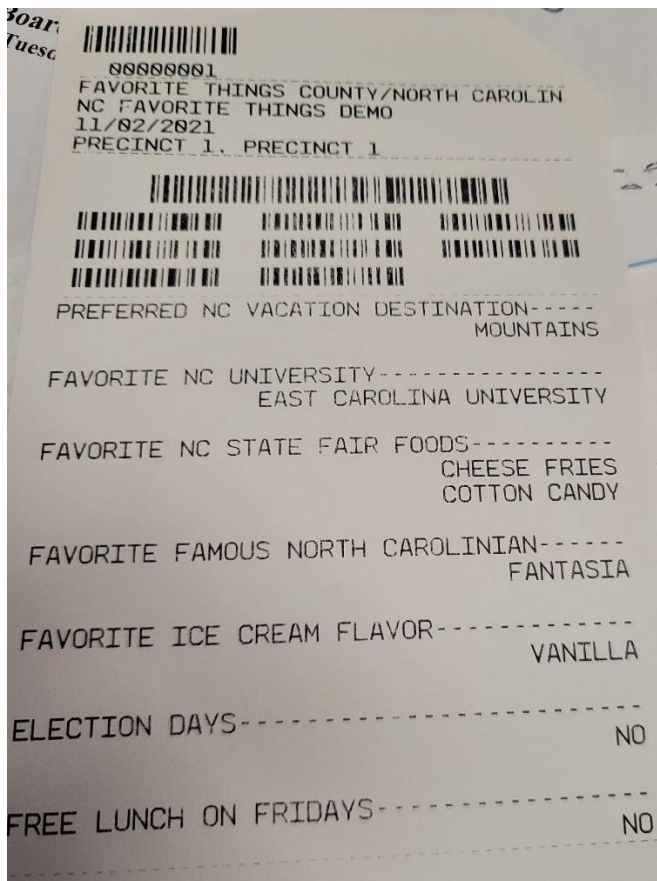 Boar
Tuesd
00000001
FAVORITE THINGS COUNTY/NORTH CAROLIN
NC FAVORITE THINGS DEMO
11/02/2021
PRECINCT 1, PRECINCT 1
PREFERRED NC VACATION DESTINATION-----
MOUNTAINS
FAVORITE NC UNIVERSITY-----------------
EAST CAROLINA UNIVERSITY
FAVORITE NC STATE FAIR FOODS----------
CHEESE FRIES
COTTON CANDY
FAVORITE FAMOUS NORTH CAROLINIAN------
FANTASIA
FAVORITE ICE CREAM FLAVOR-------------
VANILLA
ELECTION DAYS-------------------------
NO
FREE LUNCH ON FRIDAYS-----------------
NO